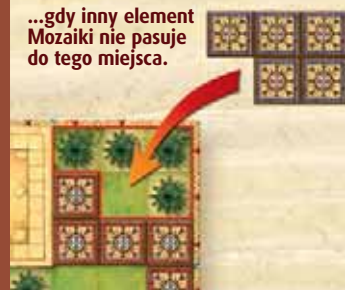 ...gdy inny element
Mozaiki nie pasuje
do tego miejsca.